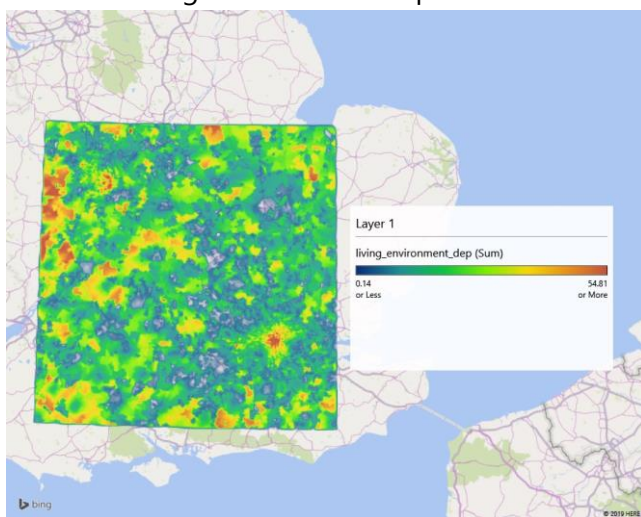 Layer 1
living_environment_dep (Sum)
0.14 54.81
or Less or More
bing
© 2019 HERE